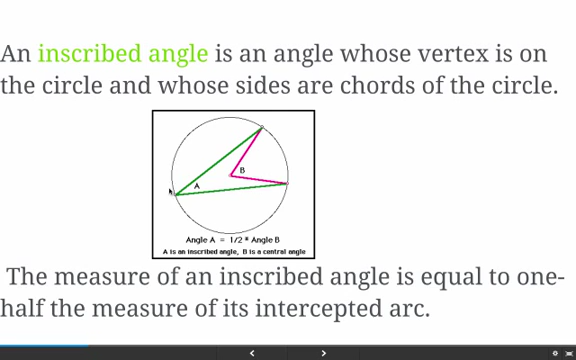 An inscribed angle is an angle whose vertex is on
the circle and whose sides are chords of the circle.
B
A
Angle A = 1/2 * Angle B
A is an inscribed angle, B is a central angle
The measure of an inscribed angle is equal to one-
half the measure of its intercepted arc.